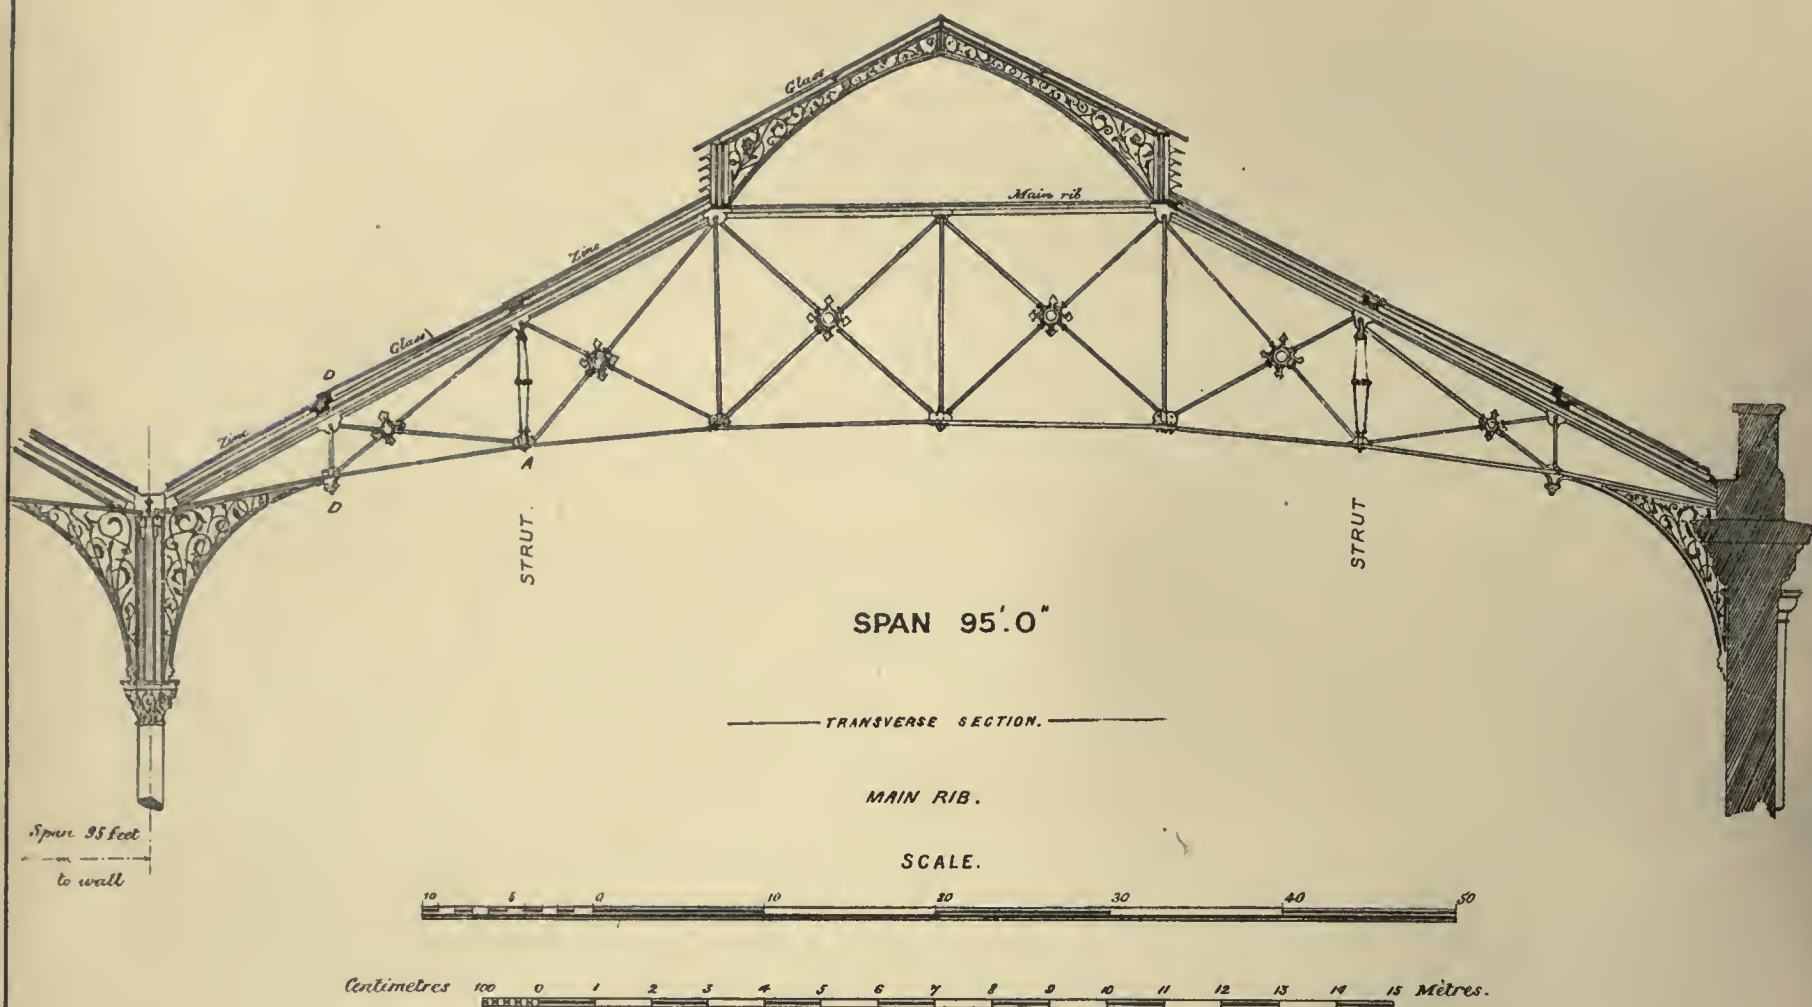 Glass
Main rib
Zinc
Glass
D
Zinc
A
D
STRUT.
STRUT
SPAN 95'.0"
TRANSVERSE SECTION.
MAIN RIB.
Span 95 feet
to wall
SCALE.
10 5 0 10 20 30 40 50
Centimetres 100 0 1 2 3 4 5 6 7 8 9 10 11 12 13 14 15 Mètres.